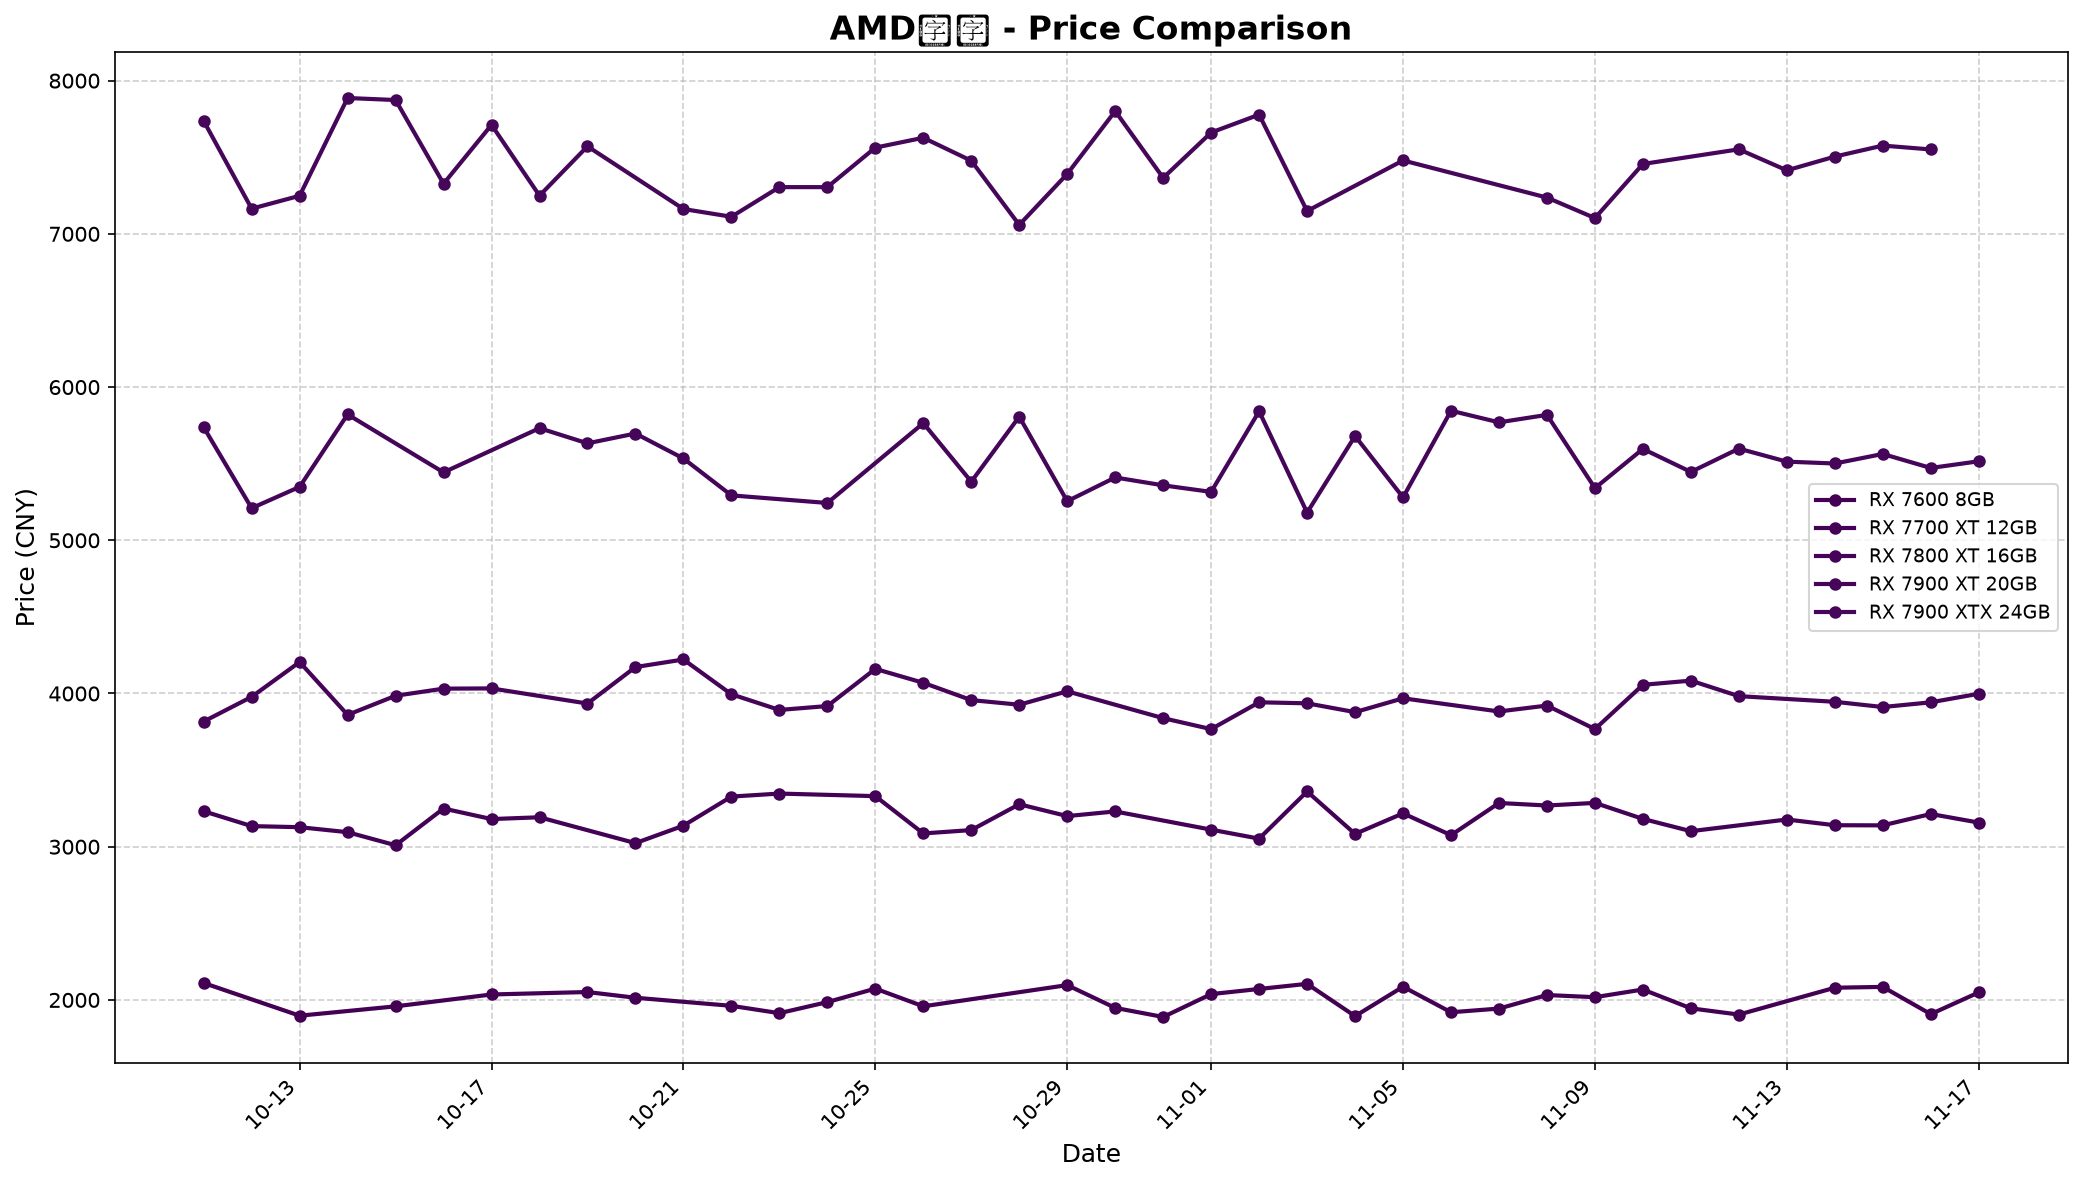 AMD - Price Comparison
Price (CNY)
8000
7000
6000
5000
4000
3000
2000
RX 7600 8GB
RX 7700 XT 12GB
RX 7800 XT 16GB
RX 7900 XT 20GB
RX 7900 XTX 24GB
10-13
10-17
10-21
10-25
10-29
11-01
11-05
11-09
11-13
11-17
Date